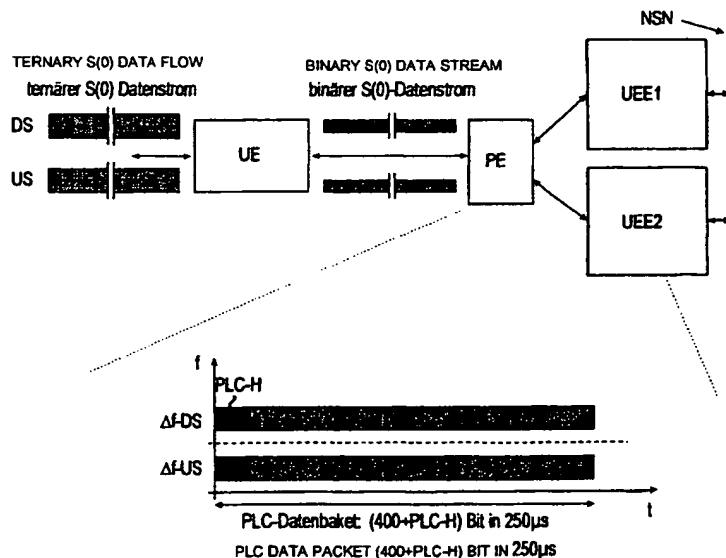 NSN
TERNARY S(0) DATA FLOW
ternärer S(0) Datenstrom
BINARY S(0) DATA STREAM
binärer S(0)-Datenstrom
DS
US
UE
PE
UEE1
UEE2
f
PLC-H
Δf-DS
Δf-US
t
PLC-Datenbaket: (400+PLC-H) Bit in 250µs
PLC DATA PACKET (400+PLC-H) BIT IN 250µs